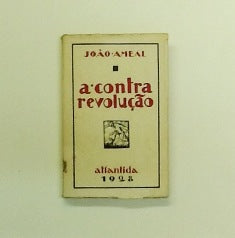 JOÃO·AMEAL
a·contra
revolução
atlantida
1928